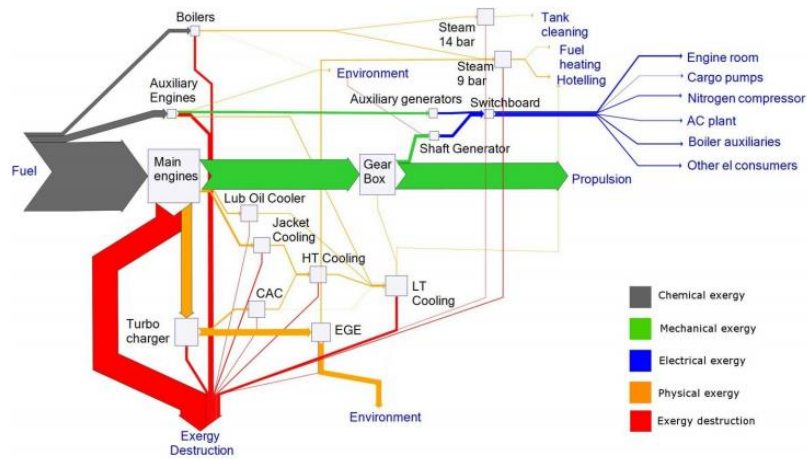 Boilers
Steam
14 bar
Tank
cleaning
Steam
9 bar
Fuel
heating
Hotelling
Environment
Auxiliary
Engines
Auxiliary generators
Switchboard
Shaft Generator
Engine room
Cargo pumps
Nitrogen compressor
AC plant
Boiler auxiliaries
Other el consumers
Fuel
Main
engines
Gear
Box
Propulsion
Lub Oil Cooler
Jacket
Cooling
HT Cooling
LT
Cooling
CAC
Turbo
charger
EGE
Environment
Exergy
Destruction
Chemical exergy
Mechanical exergy
Electrical exergy
Physical exergy
Exergy destruction